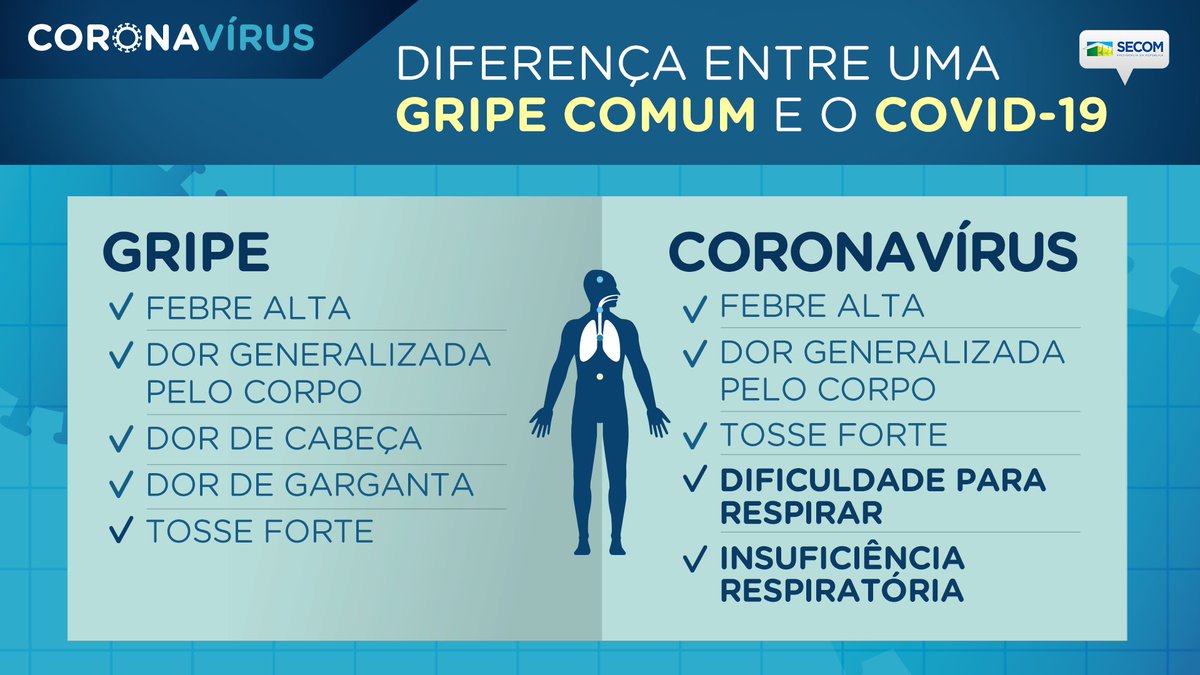 CORONAVÍRUS
DIFERENÇA ENTRE UMA
GRIPE COMUM E O COVID-19
SECOM
GRIPE
FEBRE ALTA
DOR GENERALIZADA
PELO CORPO
DOR DE CABEÇA
DOR DE GARGANTA
TOSSE FORTE
CORONAVÍRUS
FEBRE ALTA
DOR GENERALIZADA
PELO CORPO
TOSSE FORTE
DIFICULDADE PARA
RESPIRAR
INSUFICIÊNCIA
RESPIRATÓRIA